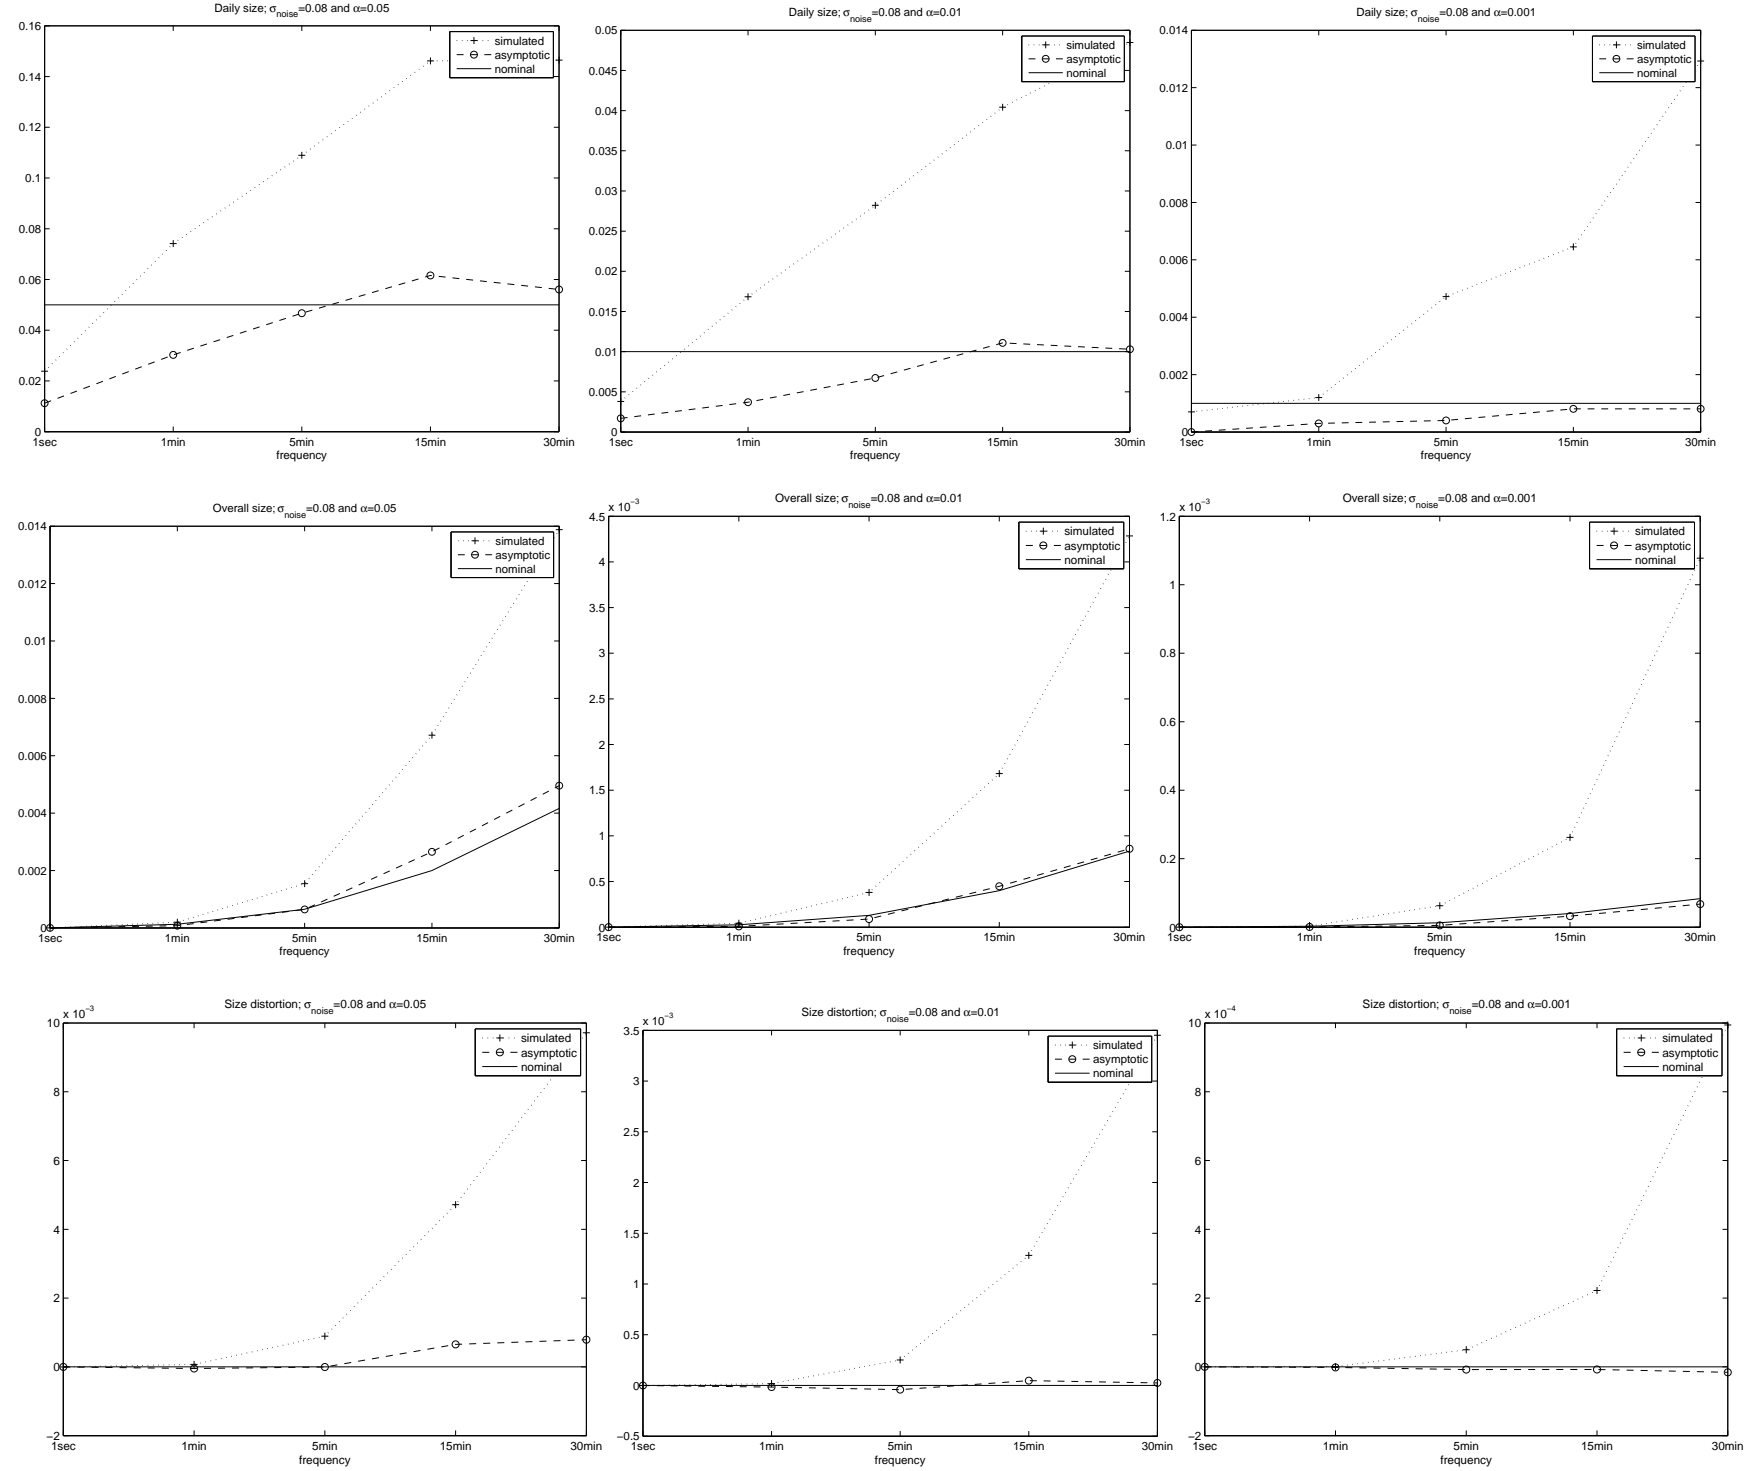 Daily size; σnoise=0.08 and α=0.05
0.16
0.14
0.12
0.1
0.08
0.06
0.04
0.02
0
simulated
asymptotic
nominal
1sec 1min 5min 15min 30min
frequency
Daily size; σnoise=0.08 and α=0.01
0.05
0.045
0.04
0.035
0.03
0.025
0.02
0.015
0.01
0.005
0
simulated
asymptotic
nominal
1sec 1min 5min 15min 30min
frequency
Daily size; σnoise=0.08 and α=0.001
0.014
0.012
0.01
0.008
0.006
0.004
0.002
0
simulated
asymptotic
nominal
1sec 1min 5min 15min 30min
frequency
Overall size; σnoise=0.08 and α=0.05
0.014
0.012
0.01
0.008
0.006
0.004
0.002
0
simulated
asymptotic
nominal
1sec 1min 5min 15min 30min
frequency
Overall size; σnoise=0.08 and α=0.01
x 10−3
4.5
4
3.5
3
2.5
2
1.5
1
0.5
0
simulated
asymptotic
nominal
1sec 1min 5min 15min 30min
frequency
Overall size; σnoise=0.08 and α=0.001
x 10−3
1.2
1
0.8
0.6
0.4
0.2
0
simulated
asymptotic
nominal
1sec 1min 5min 15min 30min
frequency
Size distortion; σnoise=0.08 and α=0.05
x 10−3
10
8
6
4
2
0
−2
simulated
asymptotic
nominal
1sec 1min 5min 15min 30min
frequency
Size distortion; σnoise=0.08 and α=0.01
x 10−3
3.5
3
2.5
2
1.5
1
0.5
0
−0.5
simulated
asymptotic
nominal
1sec 1min 5min 15min 30min
frequency
Size distortion; σnoise=0.08 and α=0.001
x 10−4
10
8
6
4
2
0
−2
simulated
asymptotic
nominal
1sec 1min 5min 15min 30min
frequency